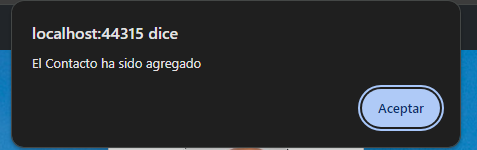 localhost:44315 dice
El Contacto ha sido agregado
Aceptar